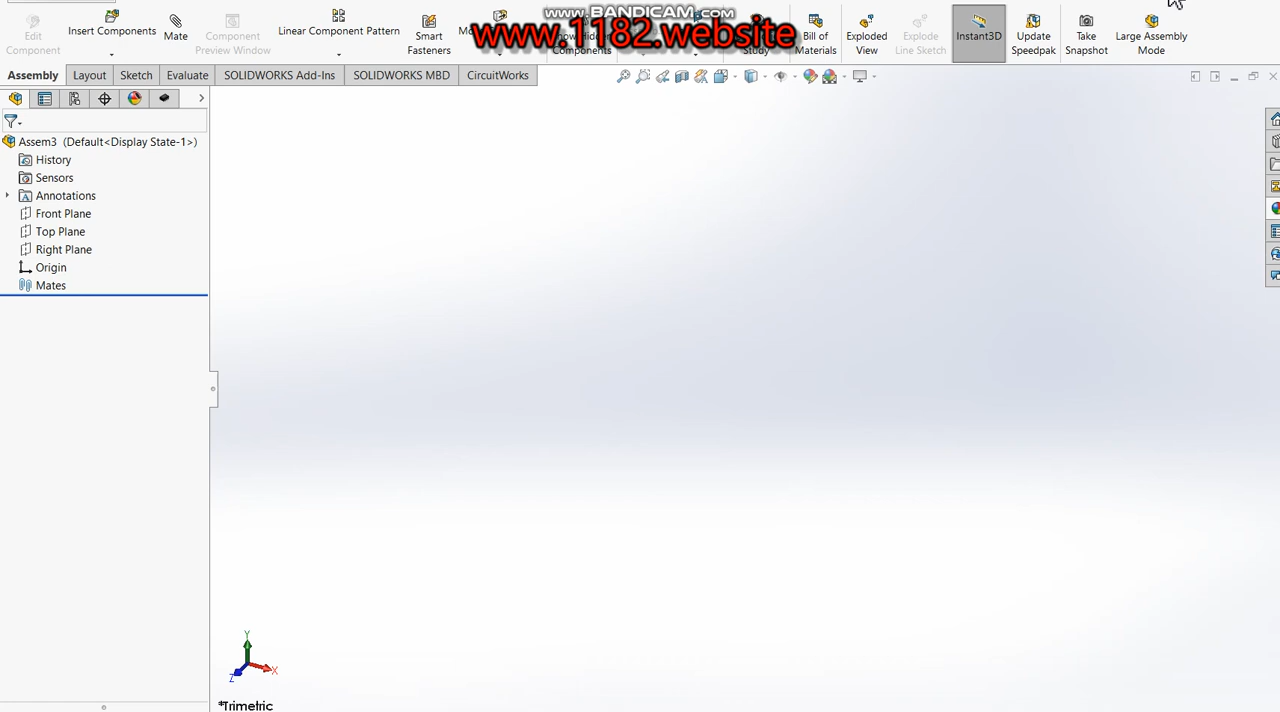 www.BANDICAM.com
www.1182.website
Edit Component
Insert Components
Mate
Component Preview Window
Linear Component Pattern
Smart Fasteners
Components
Study
Bill of Materials
Exploded View
Explode Line Sketch
Instant3D
Update Speedpak
Take Snapshot
Large Assembly Mode
Assembly
Layout
Sketch
Evaluate
SOLIDWORKS Add-Ins
SOLIDWORKS MBD
CircuitWorks
Assem3 (Default<Display State-1>)
History
Sensors
A Annotations
Front Plane
Top Plane
Right Plane
Origin
Mates
Y
X
Z
*Trimetric